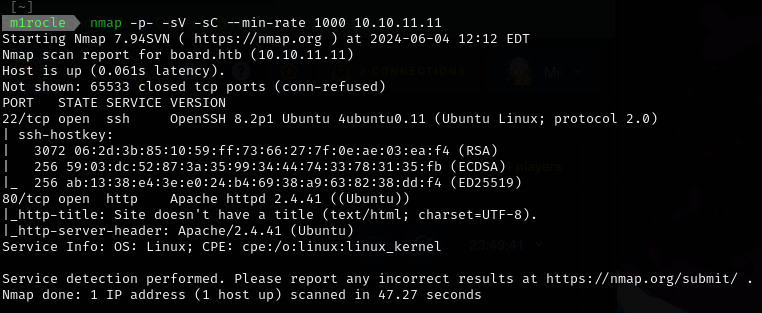 [~]
m1rocle nmap -p- -sV -sC --min-rate 1000 10.10.11.11
Starting Nmap 7.94SVN ( https://nmap.org ) at 2024-06-04 12:12 EDT
Nmap scan report for board.htb (10.10.11.11)
Host is up (0.061s latency).
Not shown: 65533 closed tcp ports (conn-refused)
PORT   STATE SERVICE VERSION
22/tcp open  ssh     OpenSSH 8.2p1 Ubuntu 4ubuntu0.11 (Ubuntu Linux; protocol 2.0)
| ssh-hostkey:
|   3072 06:2d:3b:85:10:59:ff:73:66:27:7f:0e:ae:03:ea:f4 (RSA)
|   256 59:03:dc:52:87:3a:35:99:34:44:74:33:78:31:35:fb (ECDSA)
|_  256 ab:13:38:e4:3e:e0:24:b4:69:38:a9:63:82:38:dd:f4 (ED25519)
80/tcp open  http    Apache httpd 2.4.41 ((Ubuntu))
|_http-title: Site doesn't have a title (text/html; charset=UTF-8).
|_http-server-header: Apache/2.4.41 (Ubuntu)
Service Info: OS: Linux; CPE: cpe:/o:linux:linux_kernel
23:49:41
Service detection performed. Please report any incorrect results at https://nmap.org/submit/ .
Nmap done: 1 IP address (1 host up) scanned in 47.27 seconds